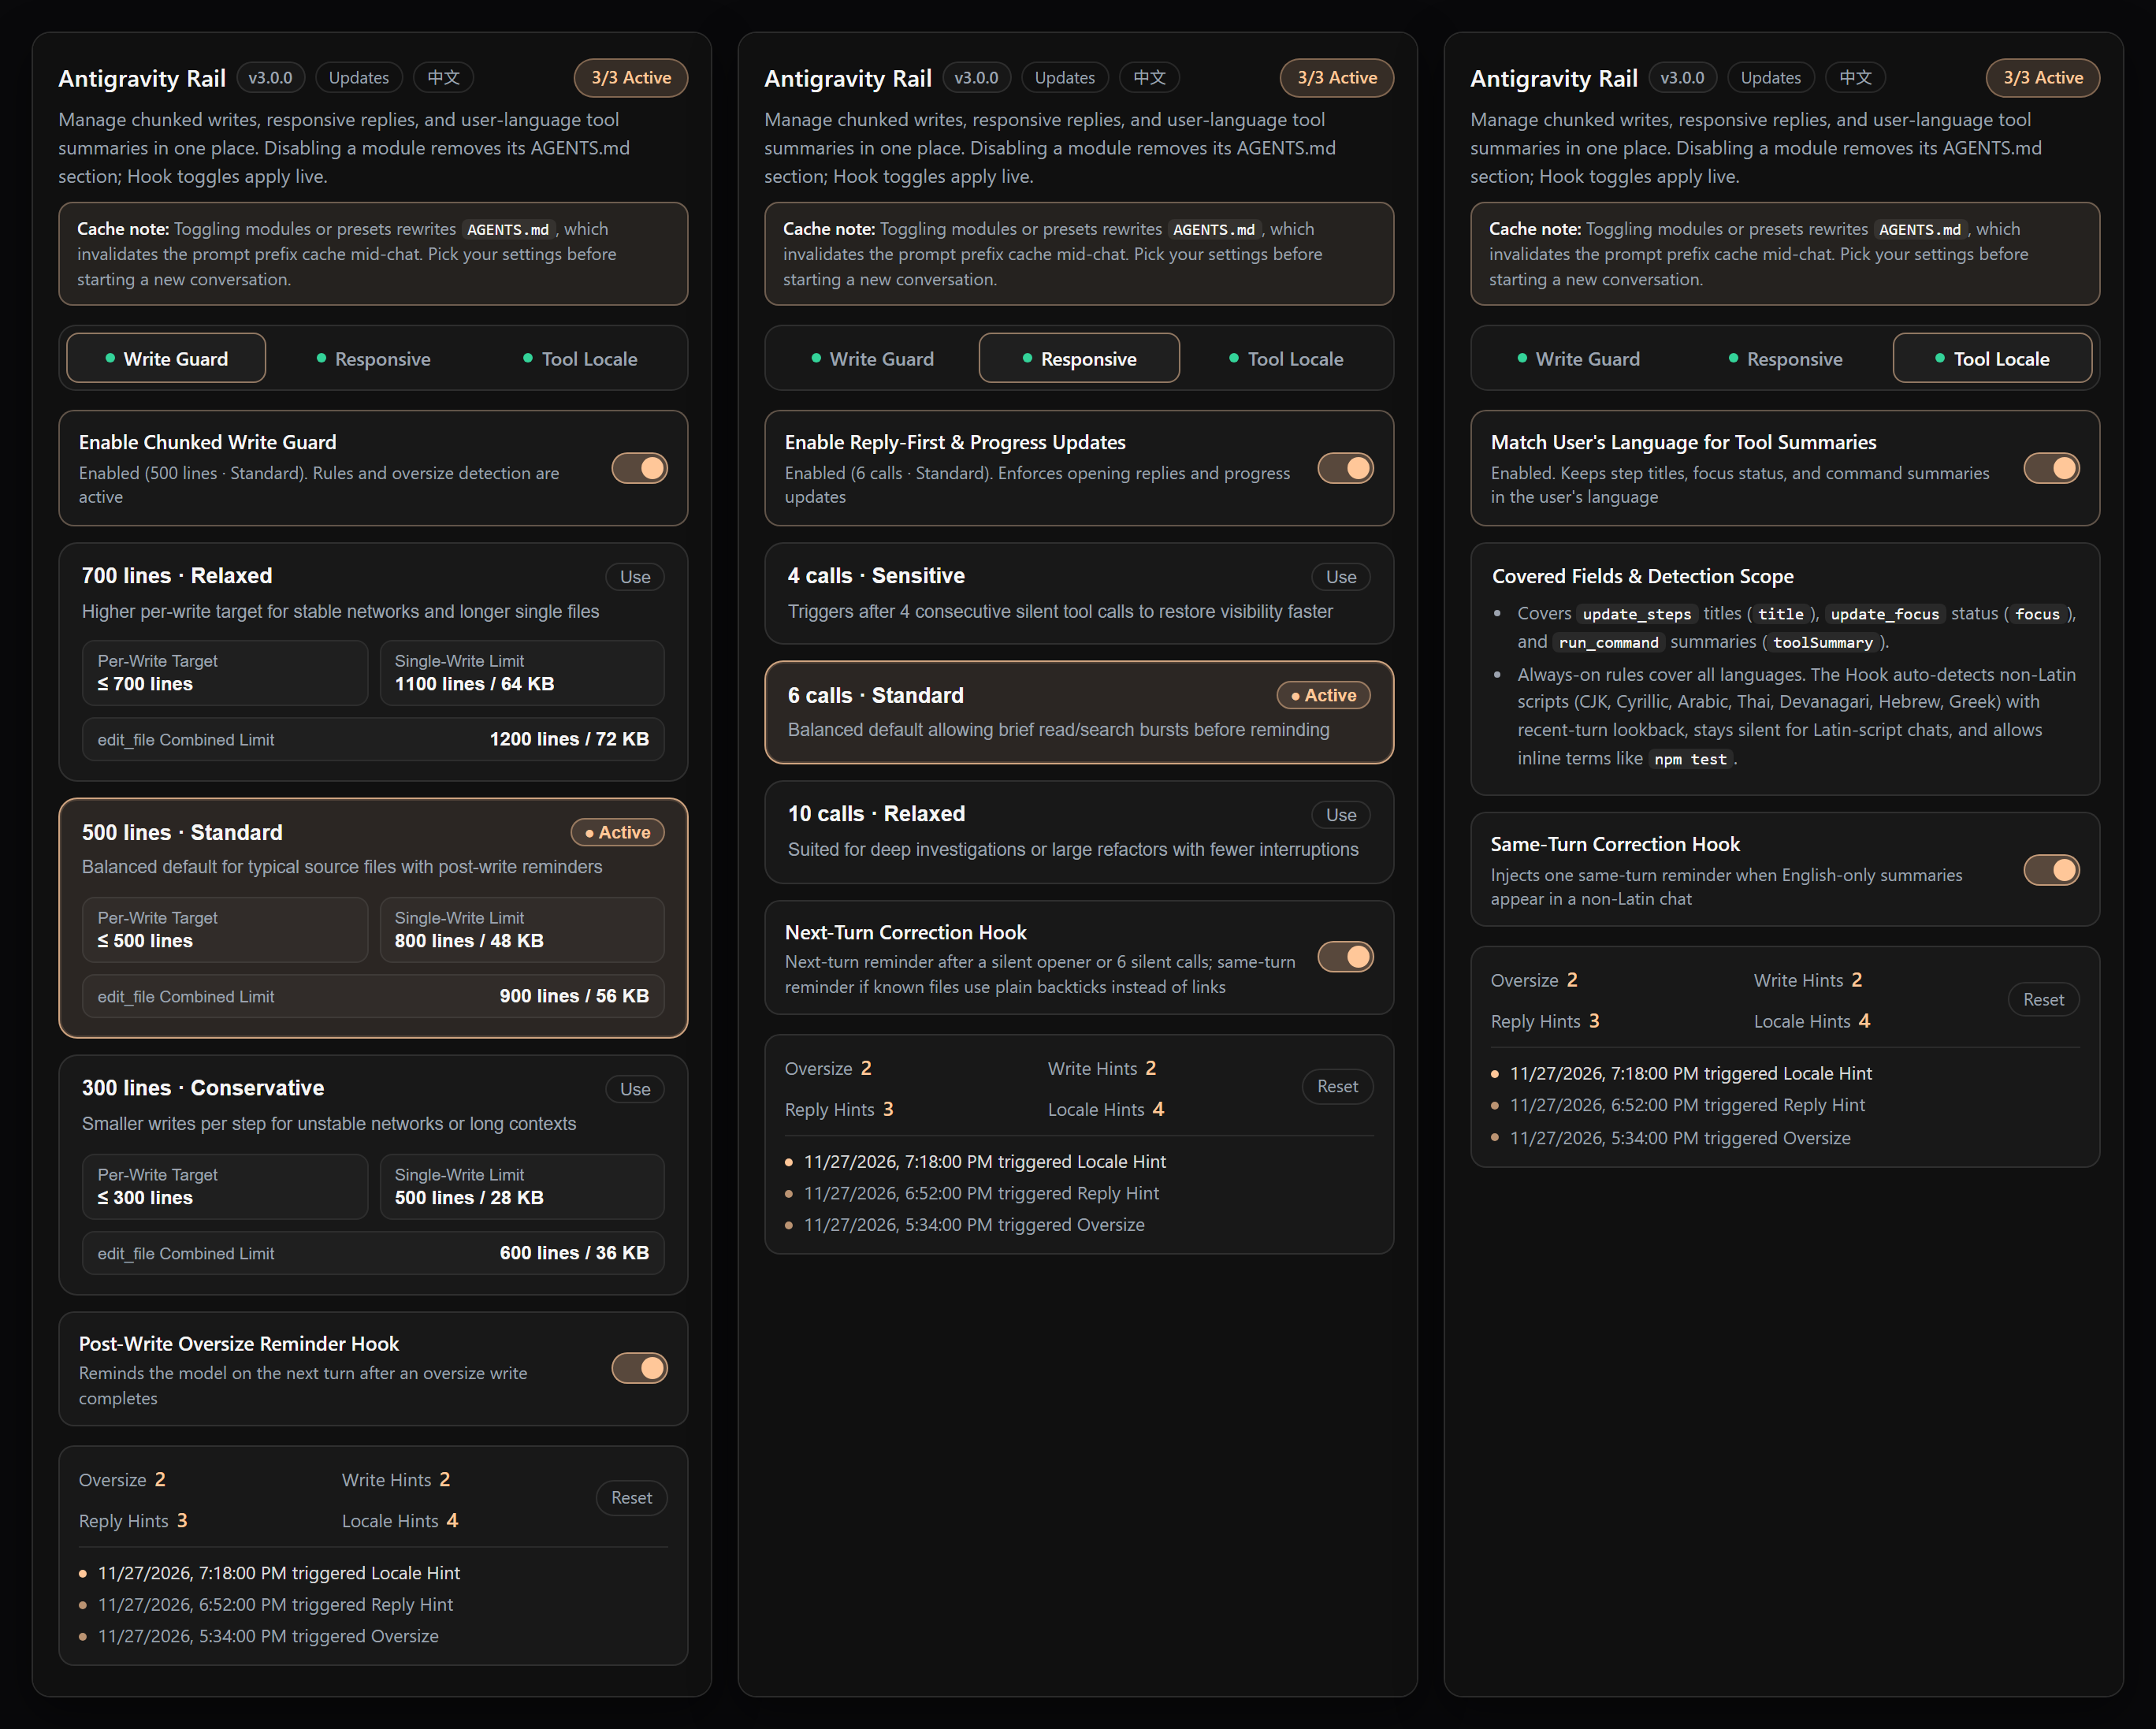 Antigravity Rail v3.0.0 Updates 中文 3/3 Active
Manage chunked writes, responsive replies, and user-language tool
summaries in one place. Disabling a module removes its AGENTS.md
section; Hook toggles apply live.
Cache note: Toggling modules or presets rewrites AGENTS.md, which
invalidates the prompt prefix cache mid-chat. Pick your settings before
starting a new conversation.
Write Guard Responsive Tool Locale
Enable Chunked Write Guard
Enabled (500 lines · Standard). Rules and oversize detection are
active
700 lines · Relaxed Use
Higher per-write target for stable networks and longer single files
Per-Write Target Single-Write Limit
≤ 700 lines 1100 lines / 64 KB
edit_file Combined Limit 1200 lines / 72 KB
500 lines · Standard ● Active
Balanced default for typical source files with post-write reminders
Per-Write Target Single-Write Limit
≤ 500 lines 800 lines / 48 KB
edit_file Combined Limit 900 lines / 56 KB
300 lines · Conservative Use
Smaller writes per step for unstable networks or long contexts
Per-Write Target Single-Write Limit
≤ 300 lines 500 lines / 28 KB
edit_file Combined Limit 600 lines / 36 KB
Post-Write Oversize Reminder Hook
Reminds the model on the next turn after an oversize write
completes
Oversize 2 Write Hints 2
Reset
Reply Hints 3 Locale Hints 4
11/27/2026, 7:18:00 PM triggered Locale Hint
11/27/2026, 6:52:00 PM triggered Reply Hint
11/27/2026, 5:34:00 PM triggered Oversize
Antigravity Rail v3.0.0 Updates 中文 3/3 Active
Manage chunked writes, responsive replies, and user-language tool
summaries in one place. Disabling a module removes its AGENTS.md
section; Hook toggles apply live.
Cache note: Toggling modules or presets rewrites AGENTS.md, which
invalidates the prompt prefix cache mid-chat. Pick your settings before
starting a new conversation.
Write Guard Responsive Tool Locale
Enable Reply-First & Progress Updates
Enabled (6 calls · Standard). Enforces opening replies and progress
updates
4 calls · Sensitive Use
Triggers after 4 consecutive silent tool calls to restore visibility faster
6 calls · Standard ● Active
Balanced default allowing brief read/search bursts before reminding
10 calls · Relaxed Use
Suited for deep investigations or large refactors with fewer interruptions
Next-Turn Correction Hook
Next-turn reminder after a silent opener or 6 silent calls; same-turn
reminder if known files use plain backticks instead of links
Oversize 2 Write Hints 2
Reset
Reply Hints 3 Locale Hints 4
11/27/2026, 7:18:00 PM triggered Locale Hint
11/27/2026, 6:52:00 PM triggered Reply Hint
11/27/2026, 5:34:00 PM triggered Oversize
Antigravity Rail v3.0.0 Updates 中文 3/3 Active
Manage chunked writes, responsive replies, and user-language tool
summaries in one place. Disabling a module removes its AGENTS.md
section; Hook toggles apply live.
Cache note: Toggling modules or presets rewrites AGENTS.md, which
invalidates the prompt prefix cache mid-chat. Pick your settings before
starting a new conversation.
Write Guard Responsive Tool Locale
Match User's Language for Tool Summaries
Enabled. Keeps step titles, focus status, and command summaries
in the user's language
Covered Fields & Detection Scope
Covers update_steps titles (title), update_focus status (focus),
and run_command summaries (toolSummary).
Always-on rules cover all languages. The Hook auto-detects non-Latin
scripts (CJK, Cyrillic, Arabic, Thai, Devanagari, Hebrew, Greek) with
recent-turn lookback, stays silent for Latin-script chats, and allows
inline terms like npm test.
Same-Turn Correction Hook
Injects one same-turn reminder when English-only summaries
appear in a non-Latin chat
Oversize 2 Write Hints 2
Reset
Reply Hints 3 Locale Hints 4
11/27/2026, 7:18:00 PM triggered Locale Hint
11/27/2026, 6:52:00 PM triggered Reply Hint
11/27/2026, 5:34:00 PM triggered Oversize